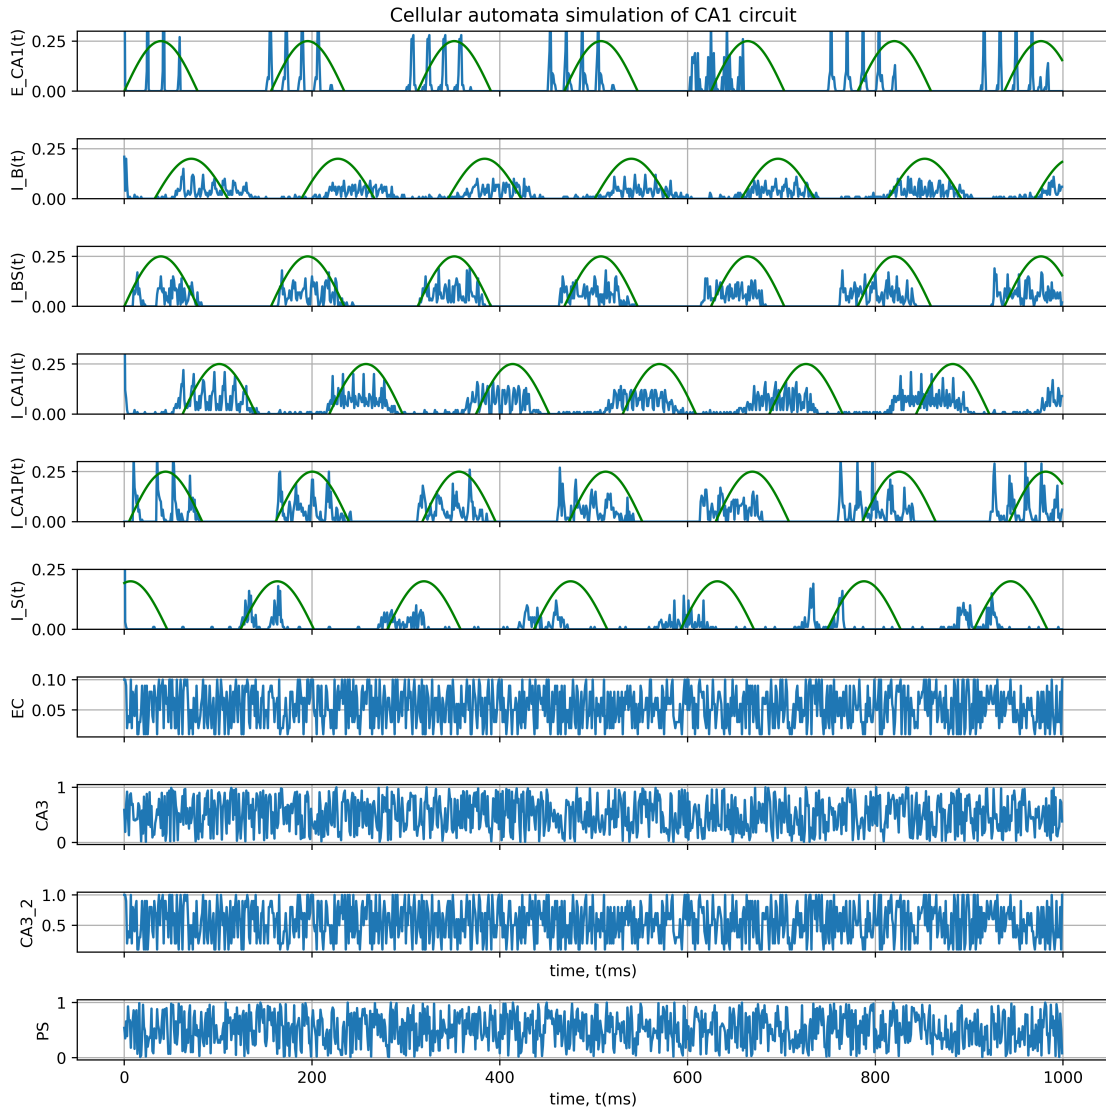 Cellular automata simulation of CA1 circuit
E_CA1(t)
0.25
0.00
I_B(t)
0.25
0.00
I_BS(t)
0.25
0.00
I_CA1I(t)
0.25
0.00
I_CA1P(t)
0.25
0.00
I_S(t)
0.25
0.00
EC
0.10
0.05
CA3
1
0
CA3_2
1.0
0.5
time, t(ms)
PS
1
0
0 200 400 600 800 1000
time, t(ms)